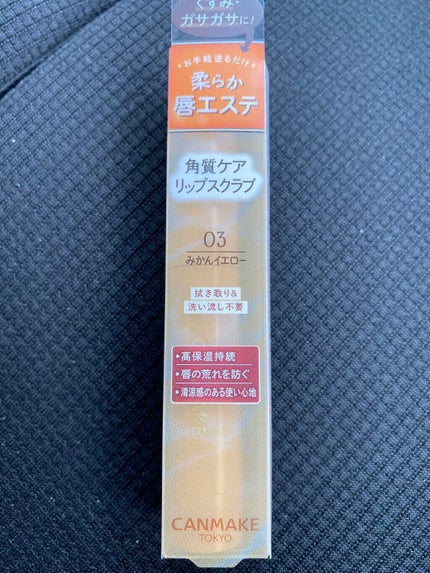 くすみ・
ガサガサに!
お手軽塗るだけ
柔らか
唇エステ
角質ケア
リップスクラブ
03
みかんイエロー
拭き取り&
洗い流し不要
•高保湿持続
•唇の荒れを防ぐ
•清涼感のある使い心地
CANMAKE
TOKYO